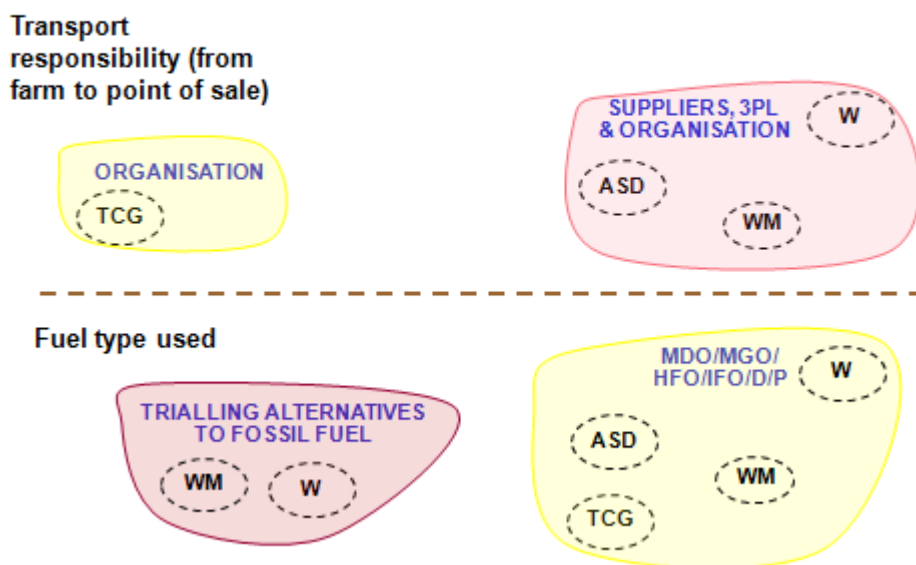 Transport
responsibility (from
farm to point of sale)
ORGANISATION
TCG
SUPPLIERS, 3PL
& ORGANISATION
W
ASD
WM
Fuel type used
TRIALLING ALTERNATIVES
TO FOSSIL FUEL
WM
W
MDO/MGO/
HFO/IFO/D/P
W
ASD
WM
TCG